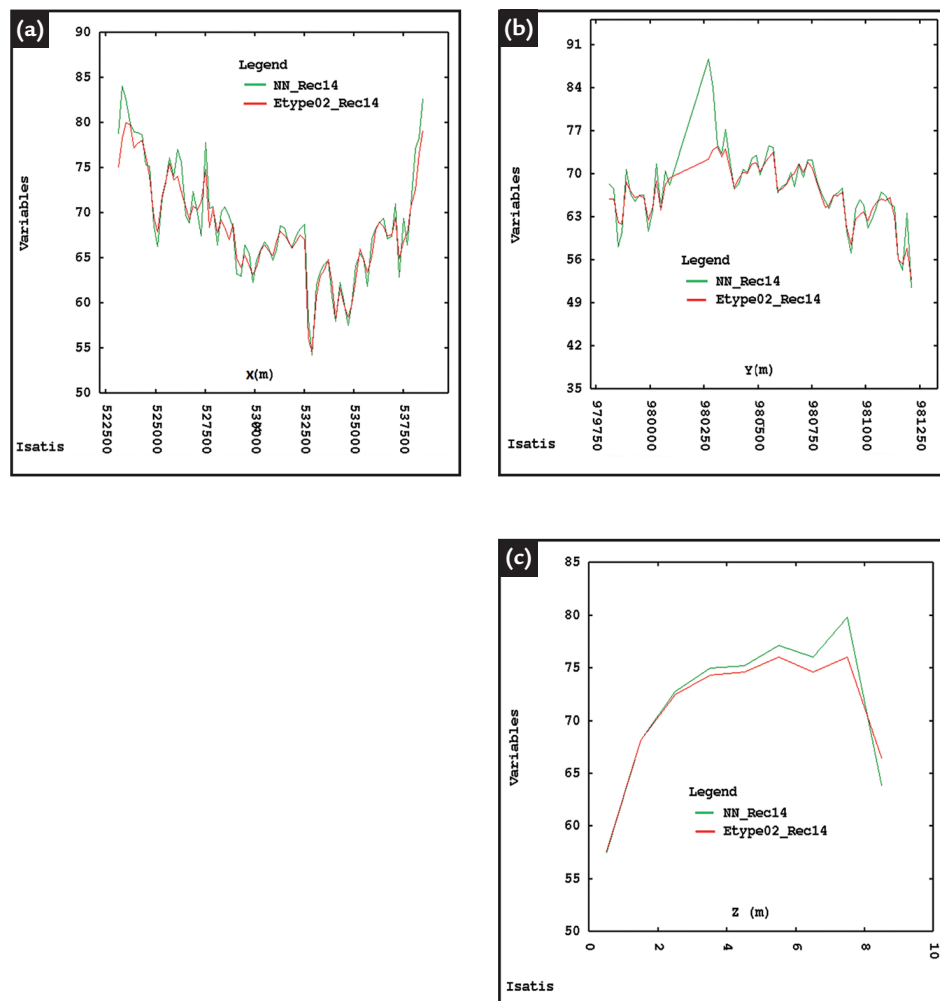 (a)
90
85
80
75
70
65
60
55
50
Variables
Legend
NN_Rec14
Etype02_Rec14
X(m)
522500
525000
527500
530000
532500
535000
537500
Isatis
(b)
91
84
77
70
63
56
49
42
35
Variables
Legend
NN_Rec14
Etype02_Rec14
Y(m)
979750
980000
980250
980500
980750
981000
981250
Isatis
(c)
85
80
75
70
65
60
55
50
Variables
Legend
NN_Rec14
Etype02_Rec14
Z (m)
0
2
4
6
8
10
Isatis